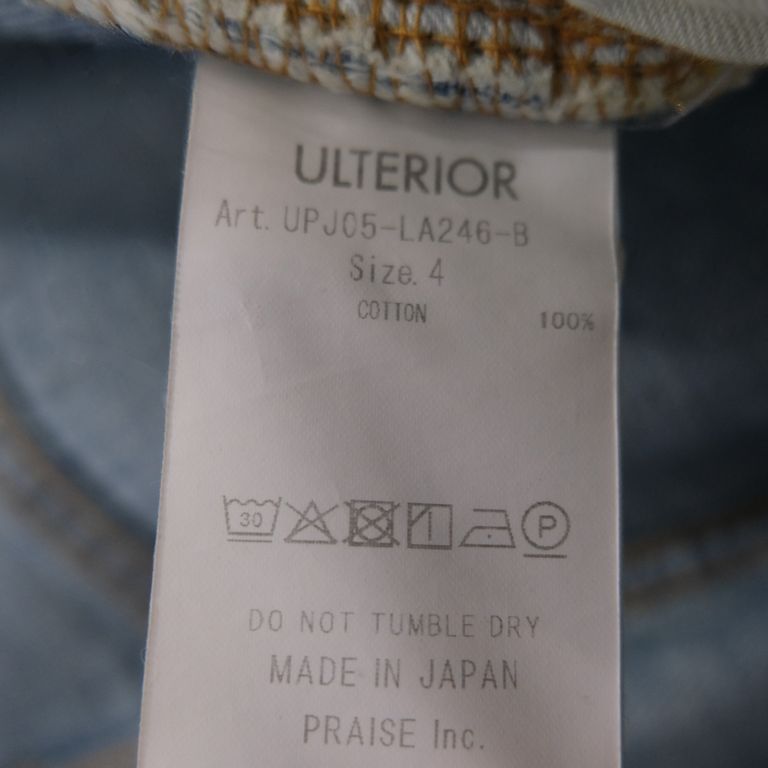 ULTERIOR
Art. UPJ05-LA246-B
Size. 4
COTTON 100%
30 P
DO NOT TUMBLE DRY
MADE IN JAPAN
PRAISE Inc.